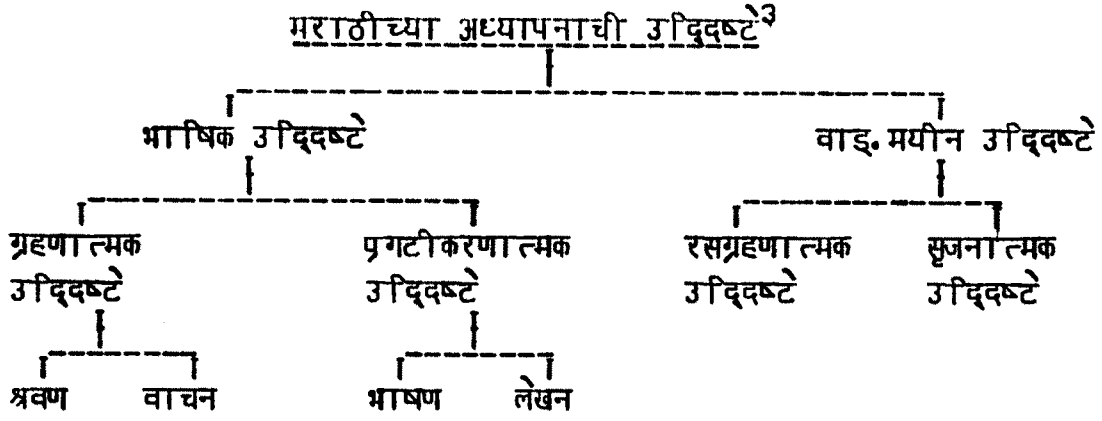 मराठीच्या अध्यापनाची उद्दिष्टे३
भाषिक उद्दिष्टे वाड्.मयीन उद्दिष्टे
ग्रहणात्मक प्रगटीकरणात्मक रसग्रहणात्मक सृजनात्मक
उद्दिष्टे उद्दिष्टे उद्दिष्टे उद्दिष्टे
श्रवण वाचन भाषण लेखन